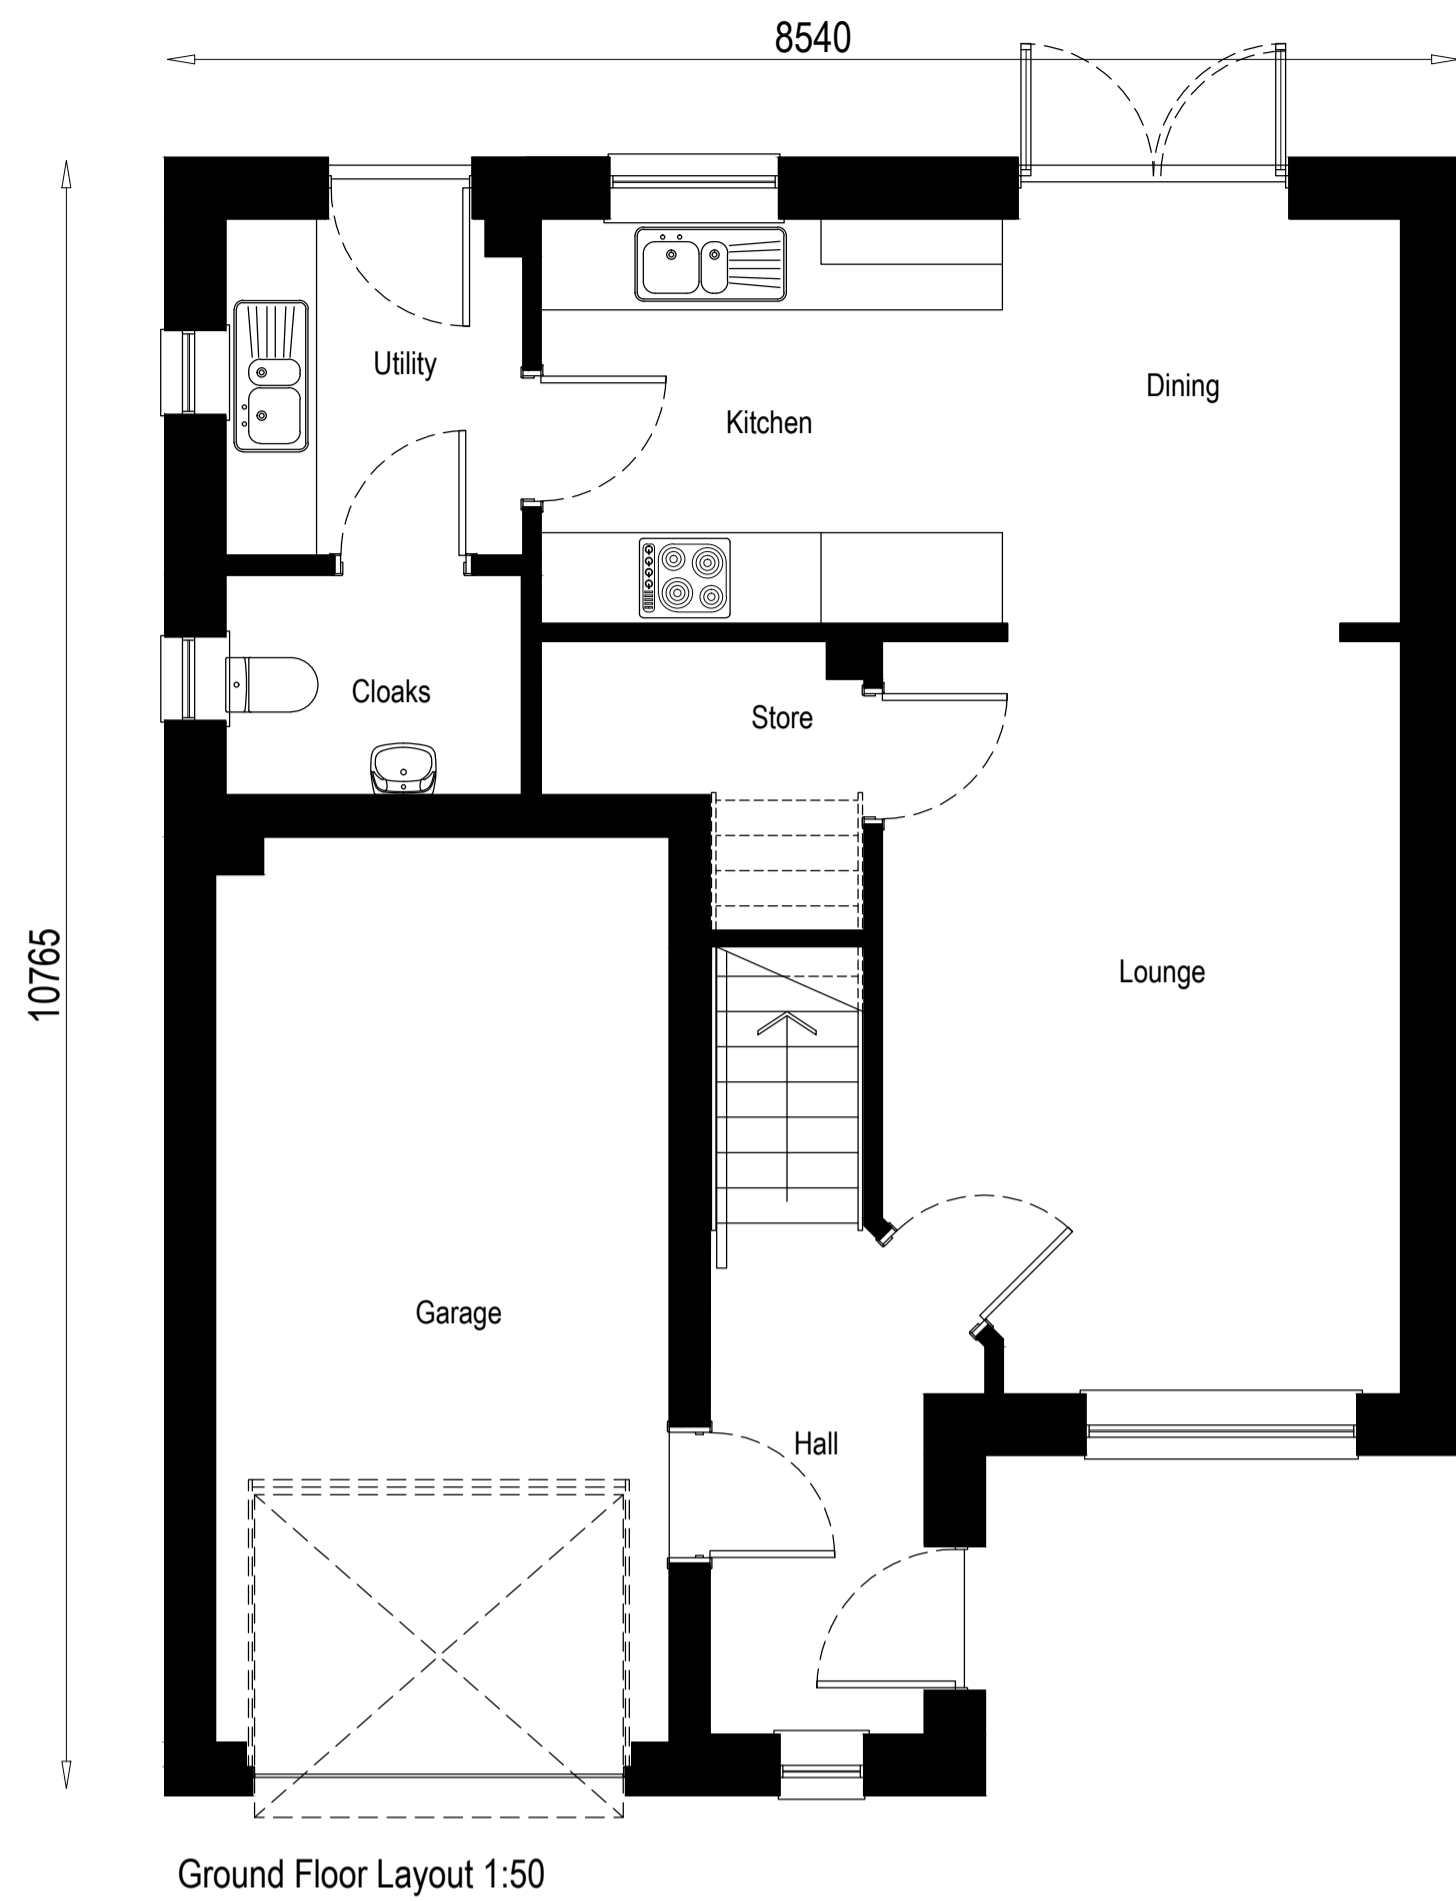 8540
Utility
Dining
Kitchen
Cloaks
Store
10765
Lounge
Garage
Hall
Ground Floor Layout 1:50